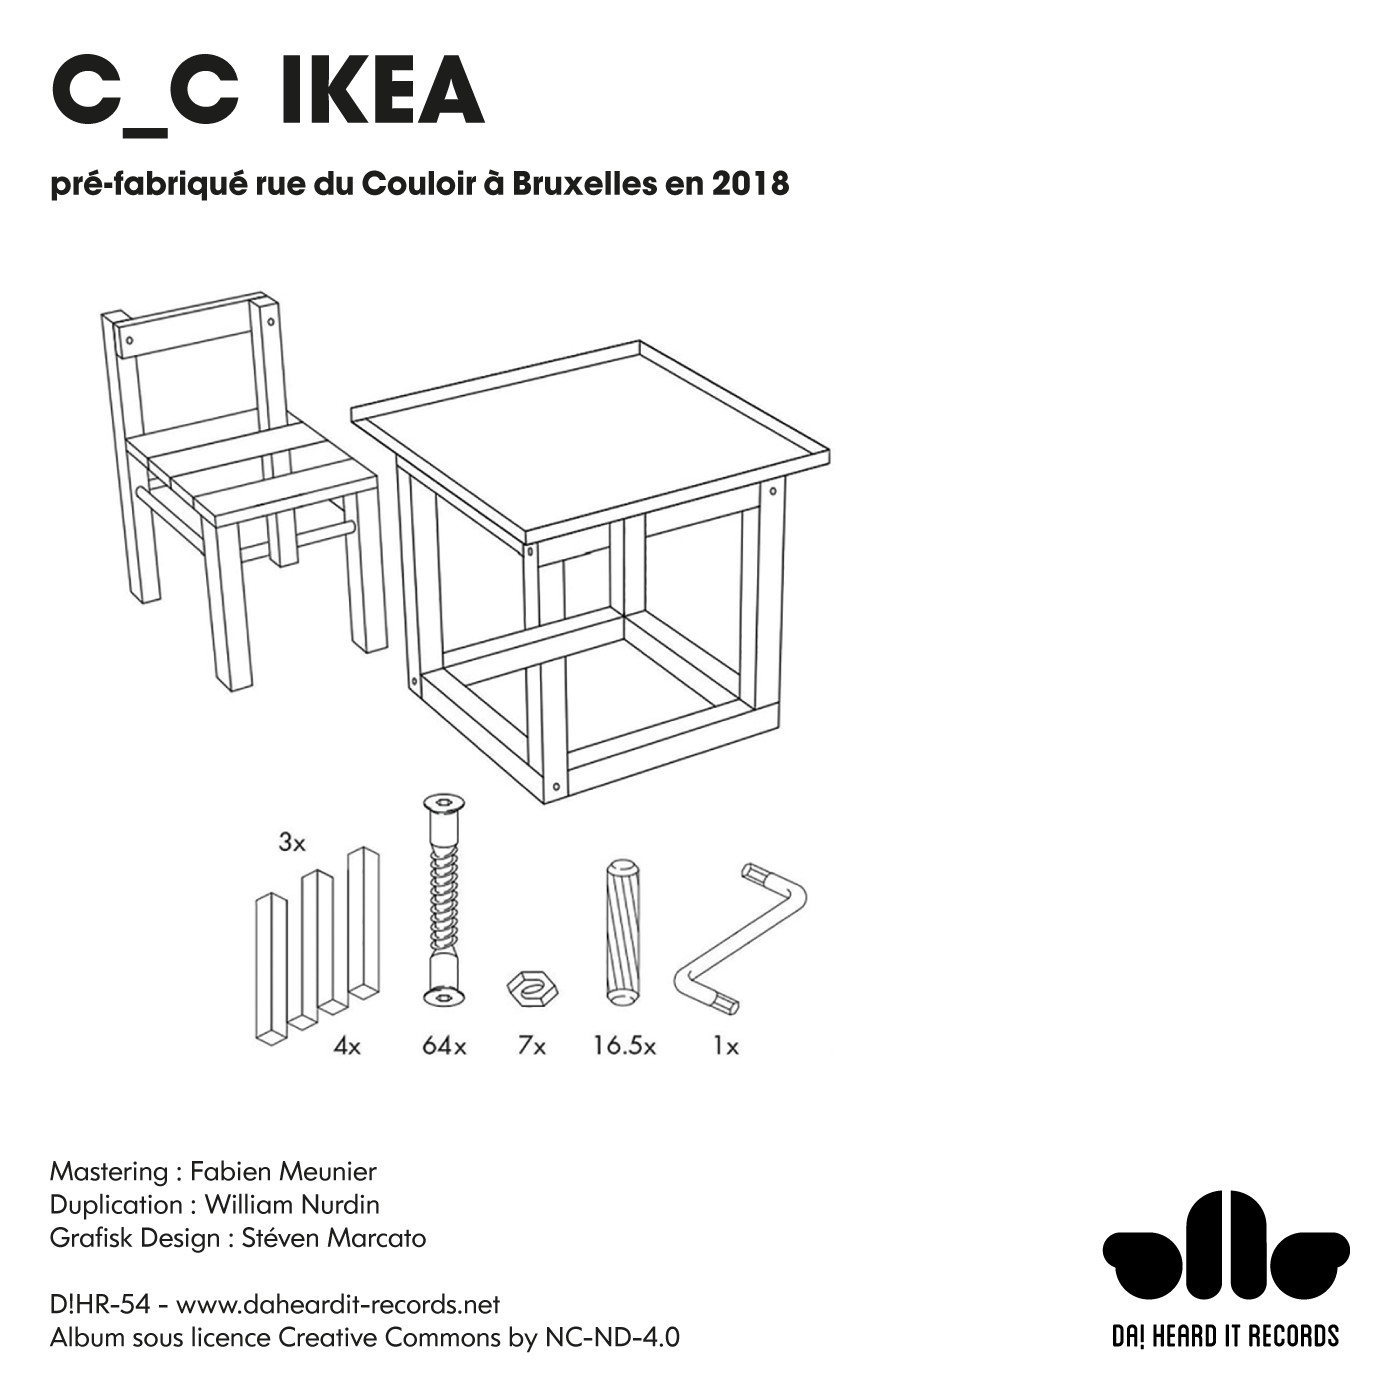 C_C IKEA
pré-fabriqué rue du Couloir à Bruxelles en 2018
3x
4x
64x
7x
16.5x
1x
Mastering : Fabien Meunier
Duplication : William Nurdin
Grafisk Design : Stéven Marcato
D!HR-54 - www.daheardit-records.net
Album sous licence Creative Commons by NC-ND-4.0
DA! HEARD IT RECORDS